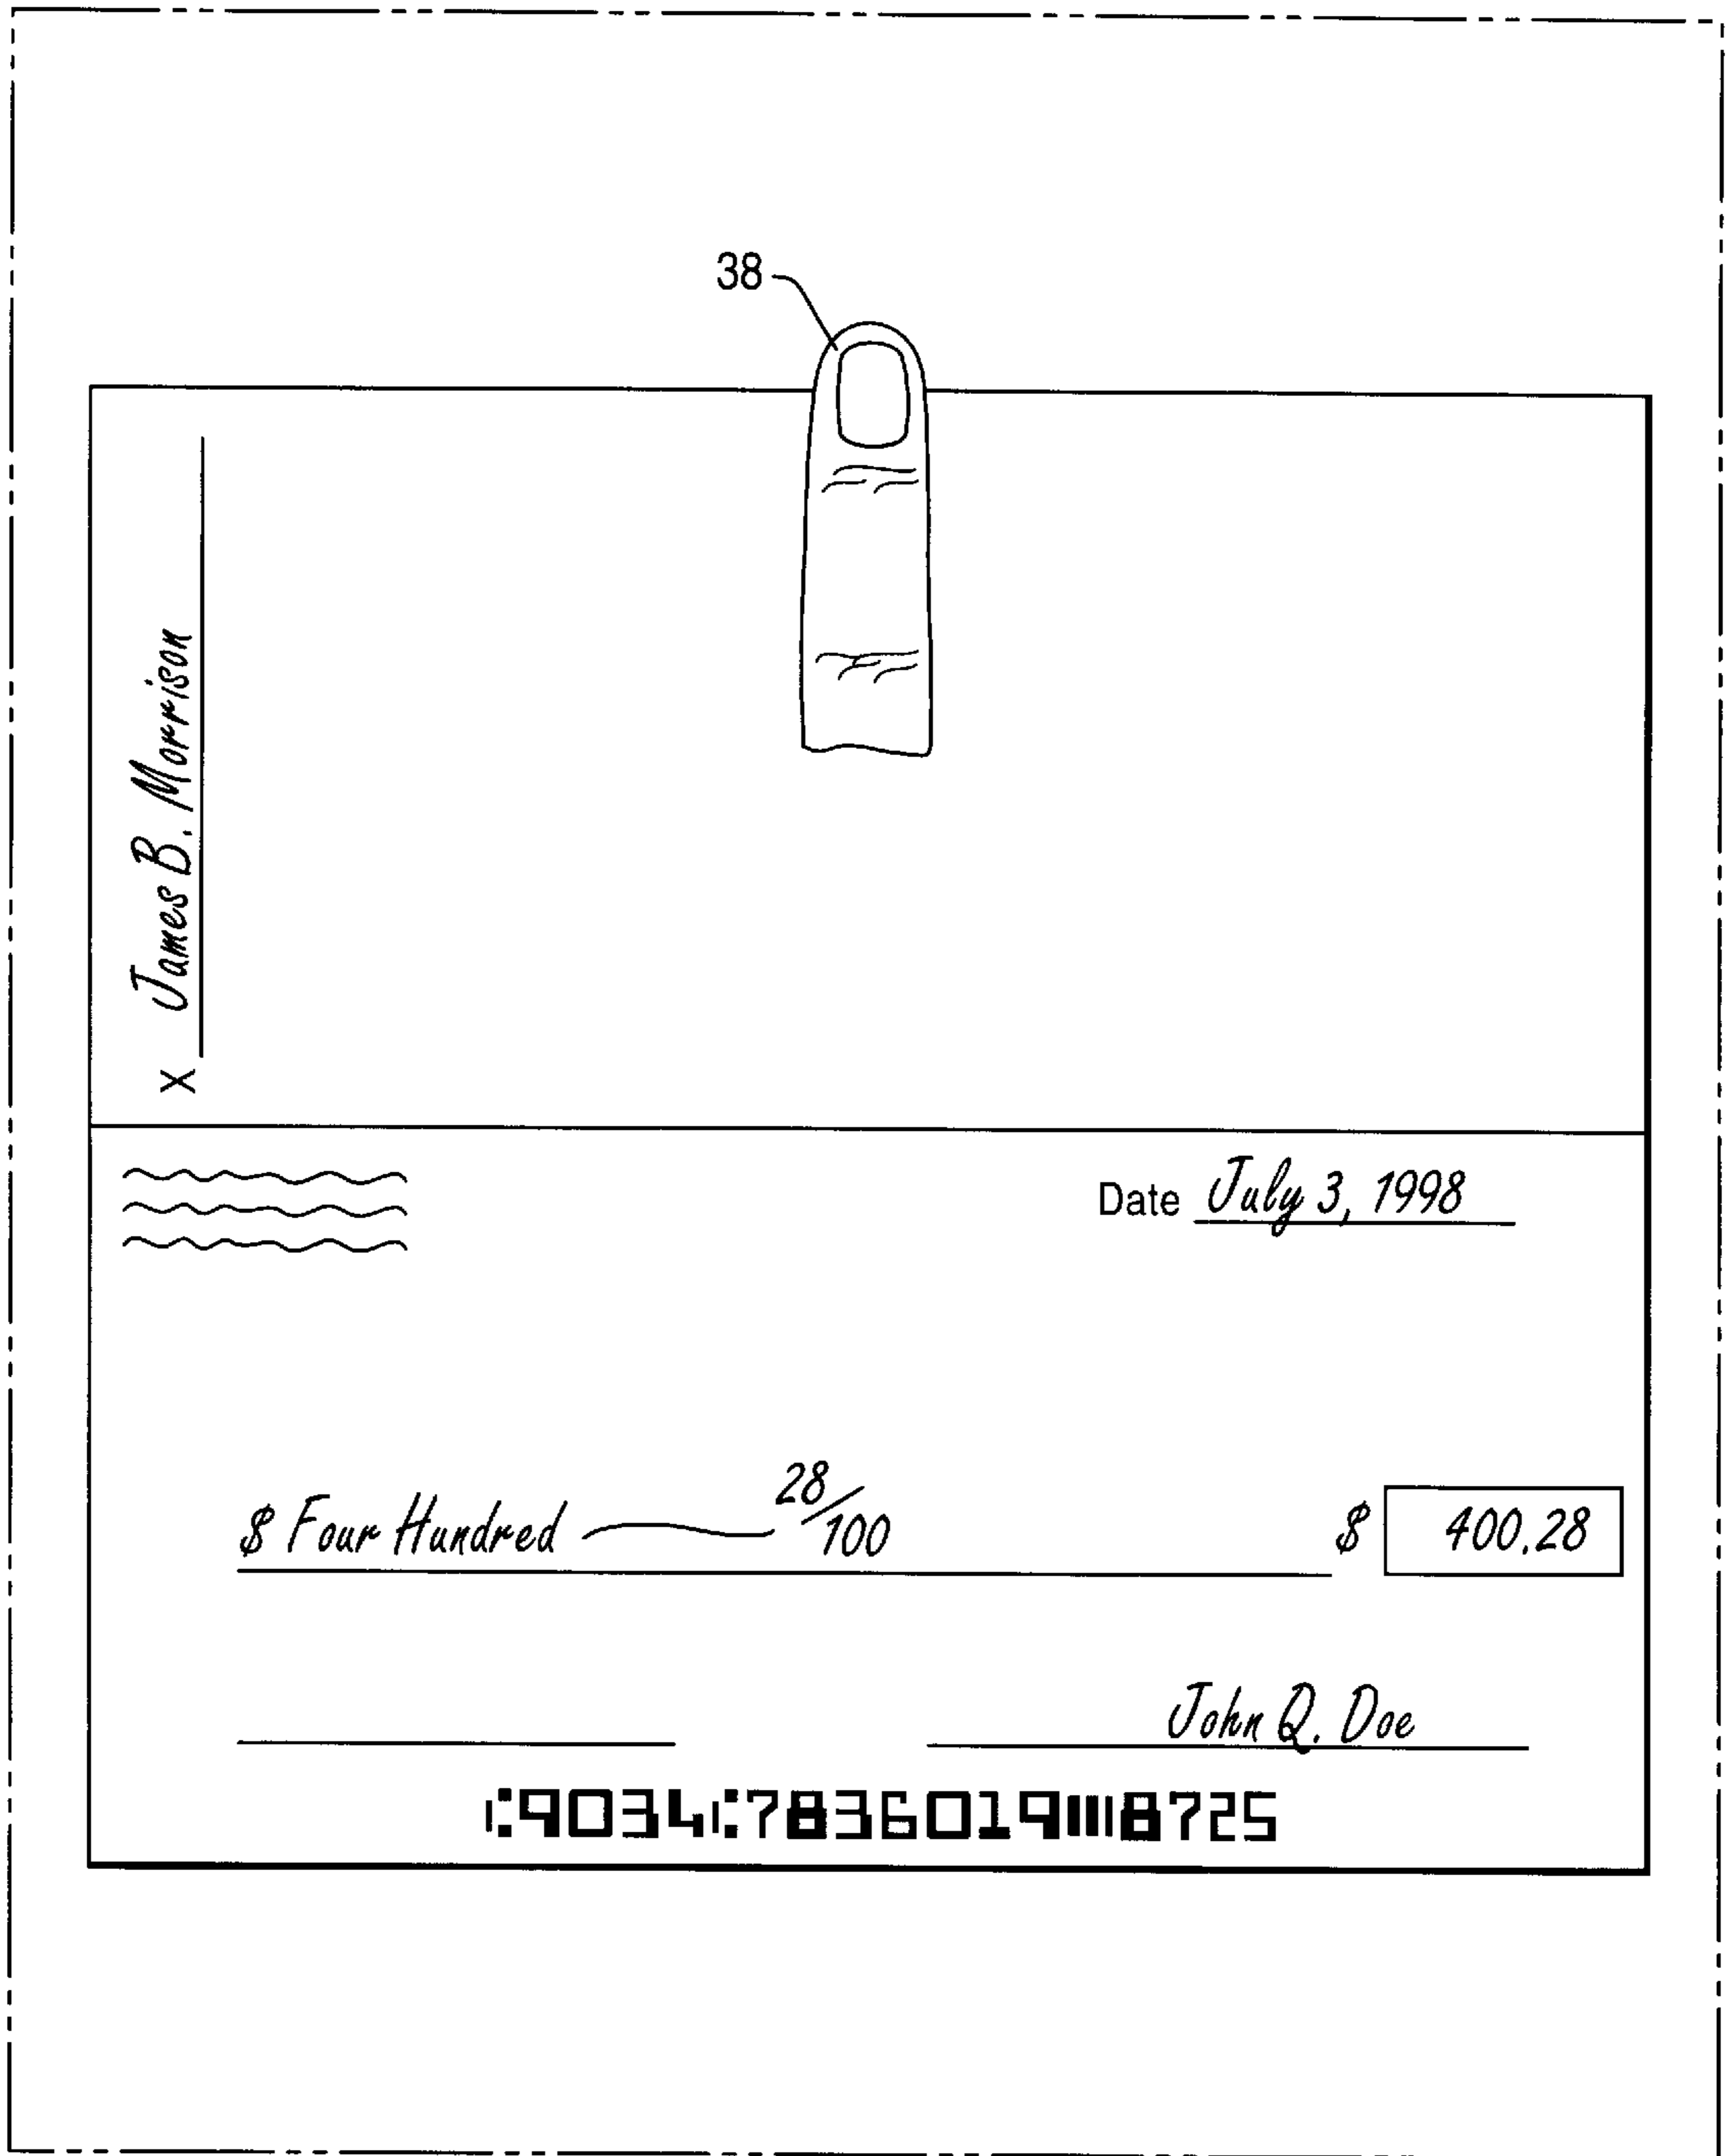 38
X James B. Morrison
Date July 3, 1998
$ Four Hundred 28/100 $ 400.28
John Q. Doe
⑆9034⑆7836019⑈8725